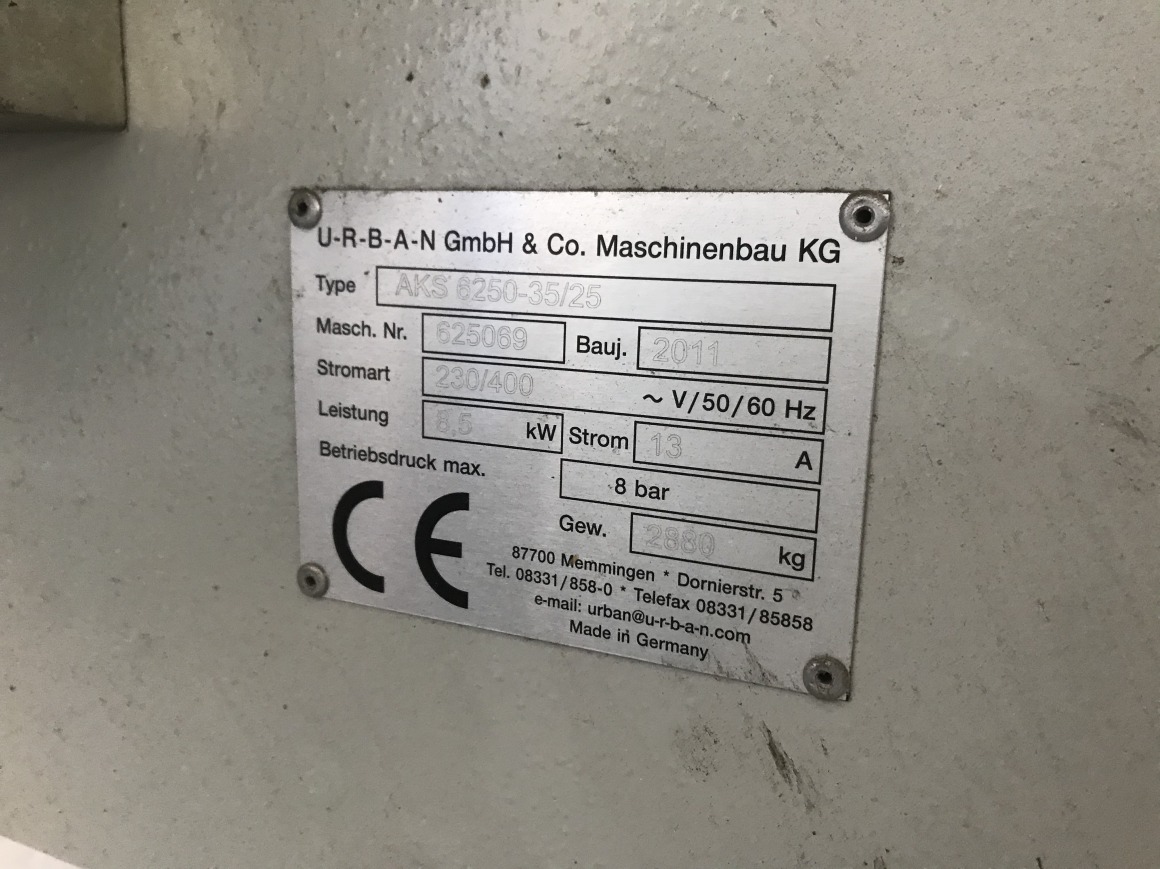 U-R-B-A-N GmbH & Co. Maschinenbau KG
Type AKS 6250-35/25
Masch. Nr. 625069 Bauj. 2011
Stromart 230/400 ~ V/50/60 Hz
Leistung 8,5 kW Strom 13 A
Betriebsdruck max. 8 bar
Gew. 2880 kg
CE
87700 Memmingen * Dornierstr. 5
Tel. 08331/858-0 * Telefax 08331/85858
e-mail: urban@u-r-b-a-n.com
Made in Germany